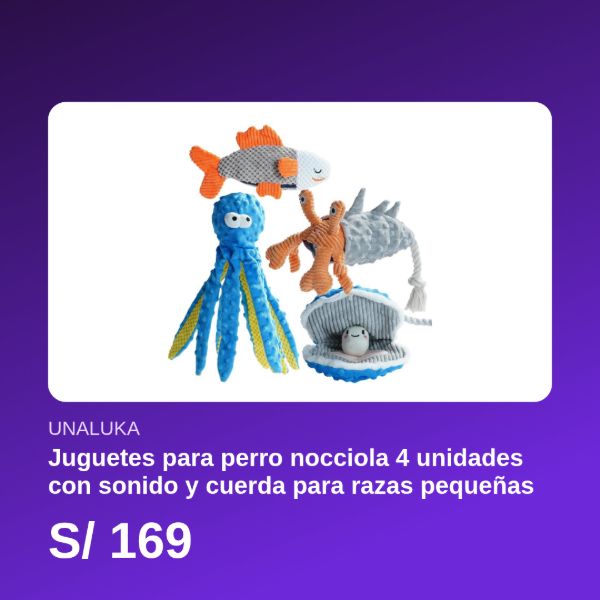 UNALUKA
Juguetes para perro nocciola 4 unidades
con sonido y cuerda para razas pequeñas
S/ 169